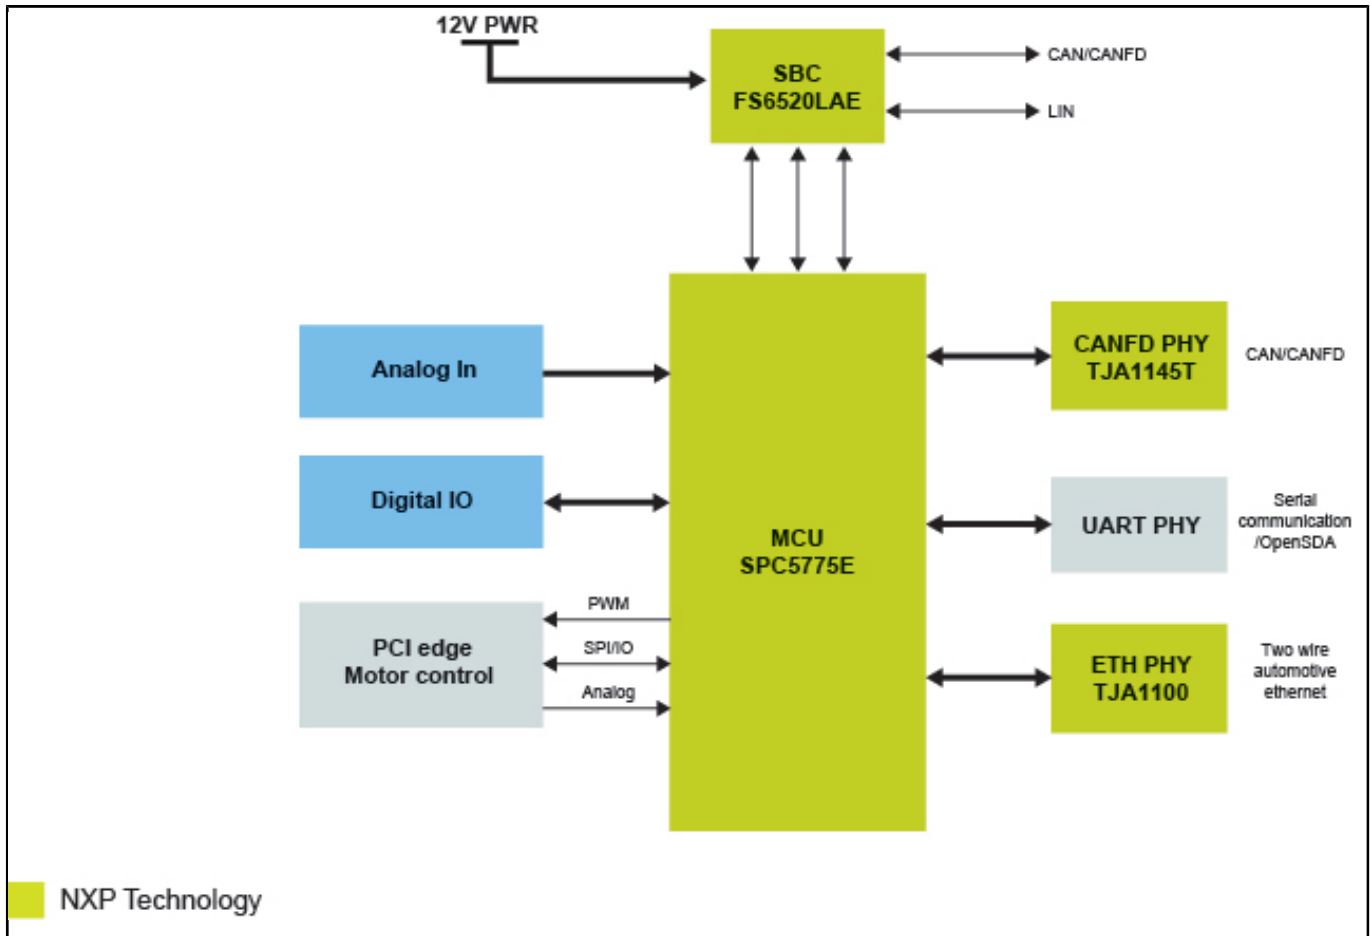 12V PWR
SBC
FS6520LAE
CAN/CANFD
LIN
Analog In
Digital IO
PCI edge
Motor control
PWM
SPI/IO
Analog
MCU
SPC5775E
CANFD PHY
TJA1145T
CAN/CANFD
UART PHY
Serial
communication
/OpenSDA
ETH PHY
TJA1100
Two wire
automotive
ethernet
NXP Technology